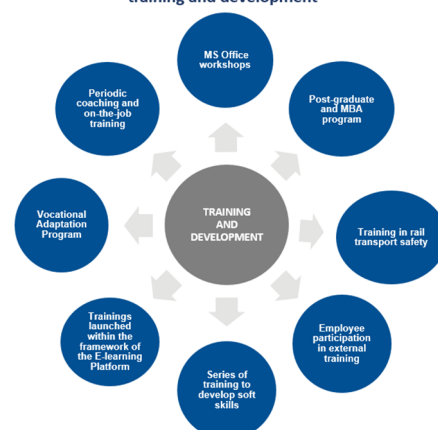 training and development
MS Office
workshops
Post-graduate
and MBA
program
Training in rail
transport safety
Employee
participation
in external
training
Series of
training to
develop soft
skills
Trainings
launched
within the
framework of
the E-learning
Platform
Vocational
Adaptation
Program
Periodic
coaching and
on-the-job
training
TRAINING
AND
DEVELOPMENT